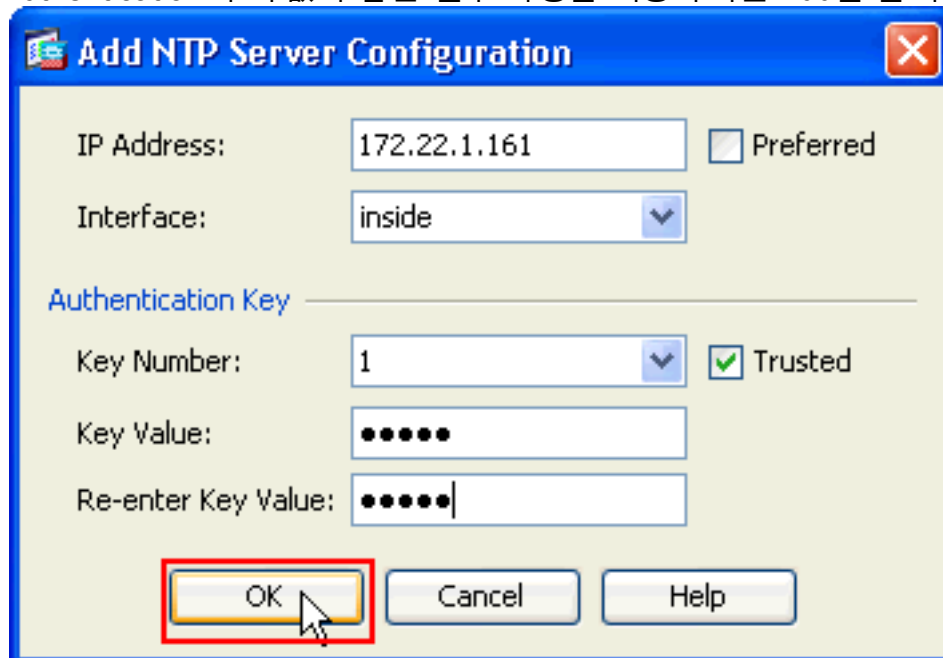 Add NTP Server Configuration
IP Address: 172.22.1.161 Preferred
Interface: inside
Authentication Key
Key Number: 1 Trusted
Key Value: •••••
Re-enter Key Value: •••••
OK Cancel Help